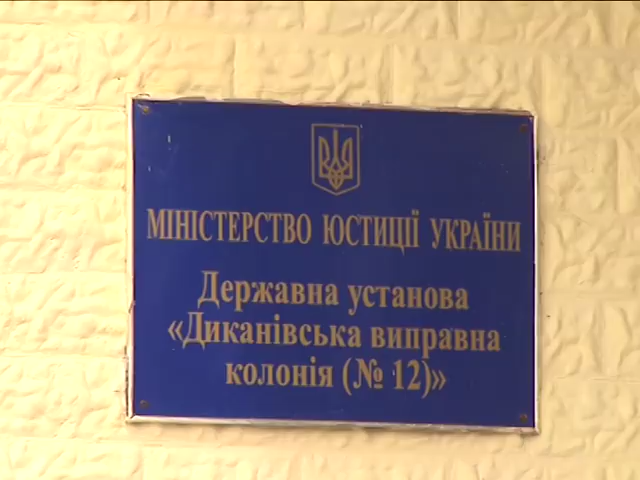 МІНІСТЕРСТВО ЮСТИЦІЇ УКРАЇНИ
Державна установа
«Диканівська виправна
колонія (№ 12)»